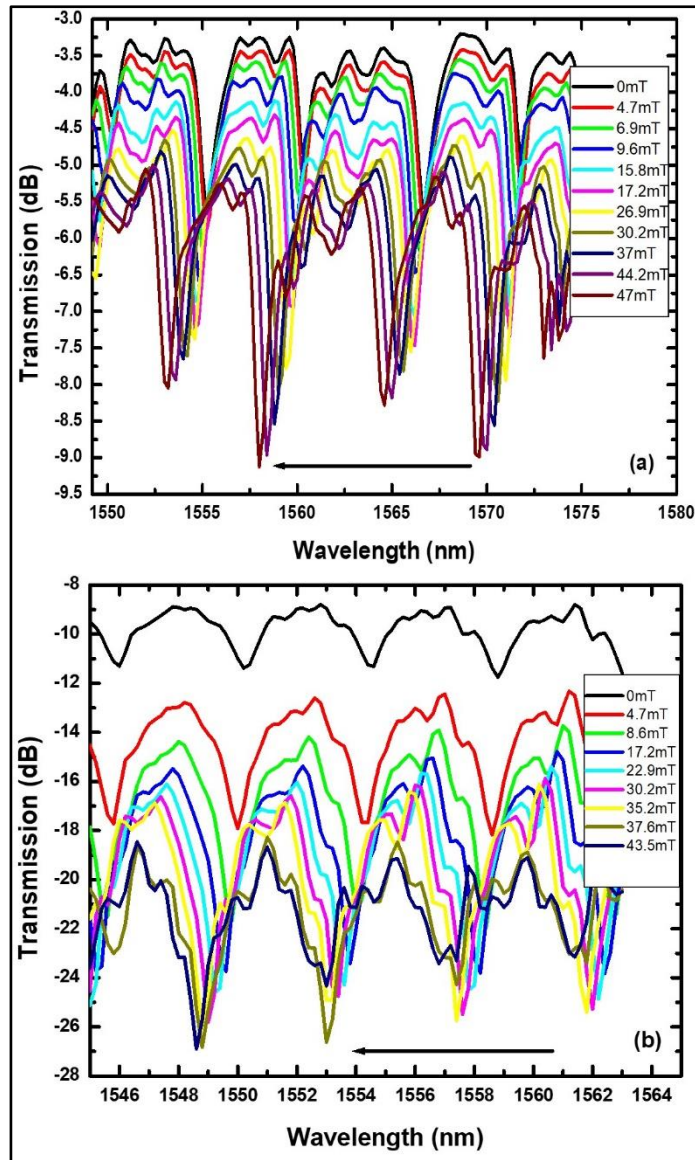 -3.0
-3.5
-4.0
-4.5
-5.0
-5.5
-6.0
-6.5
-7.0
-7.5
-8.0
-8.5
-9.0
-9.5
Transmission (dB)
0mT
4.7mT
6.9mT
9.6mT
15.8mT
17.2mT
26.9mT
30.2mT
37mT
44.2mT
47mT
(a)
1550 1555 1560 1565 1570 1575 1580
Wavelength (nm)
-8
-10
-12
-14
-16
-18
-20
-22
-24
-26
-28
Transmission (dB)
0mT
4.7mT
8.6mT
17.2mT
22.9mT
30.2mT
35.2mT
37.6mT
43.5mT
(b)
1546 1548 1550 1552 1554 1556 1558 1560 1562 1564
Wavelength (nm)